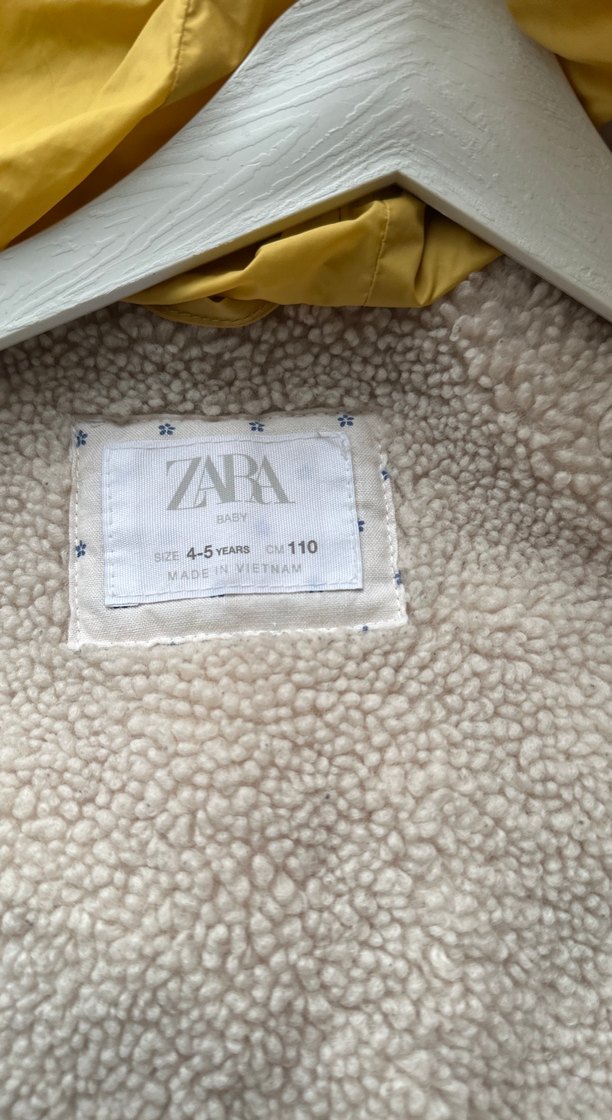 ZARA
BABY
SIZE 4-5 YEARS CM 110
MADE IN VIETNAM